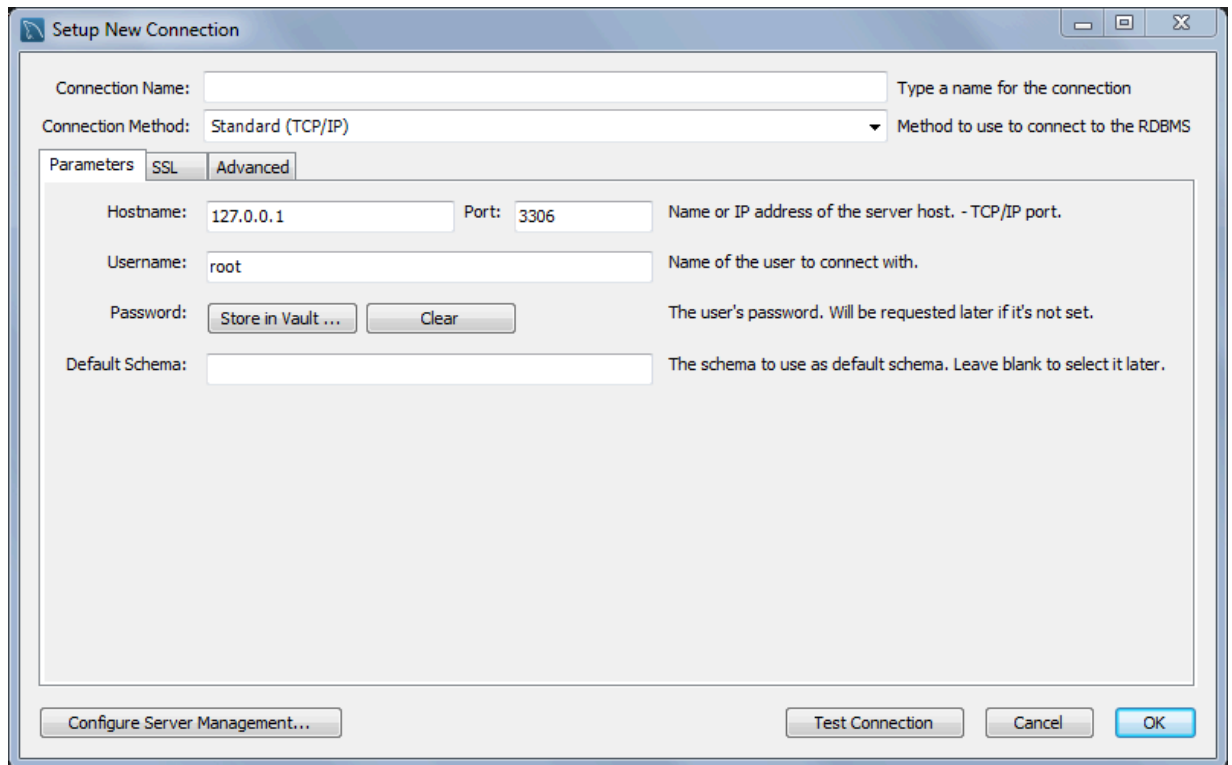 Setup New Connection
Connection Name: Type a name for the connection
Connection Method: Standard (TCP/IP) Method to use to connect to the RDBMS
Parameters SSL Advanced
Hostname: 127.0.0.1 Port: 3306 Name or IP address of the server host. - TCP/IP port.
Username: root Name of the user to connect with.
Password: Store in Vault ... Clear The user's password. Will be requested later if it's not set.
Default Schema: The schema to use as default schema. Leave blank to select it later.
Configure Server Management... Test Connection Cancel OK